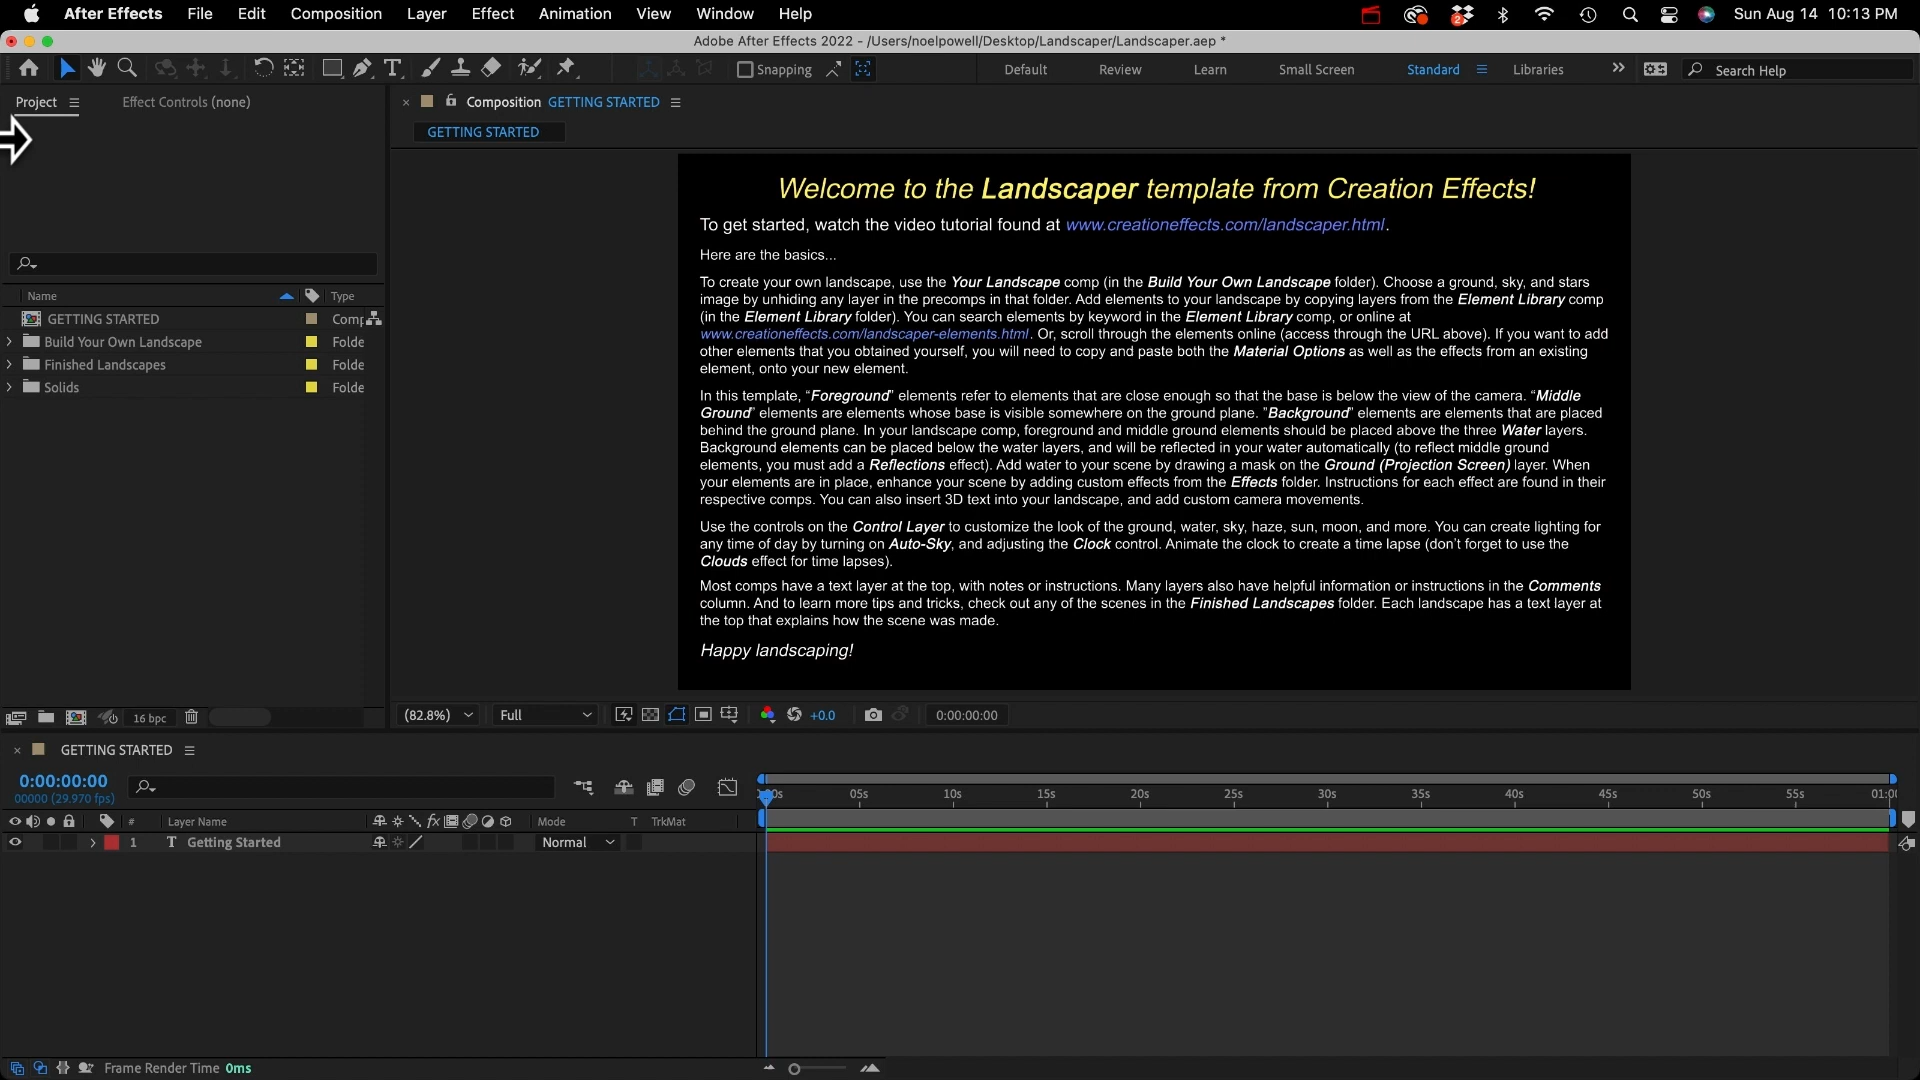 After Effects File Edit Composition Layer Effect Animation View Window Help 2 Sun Aug 14 10:13 PM
Adobe After Effects 2022 - /Users/noelpowell/Desktop/Landscaper/Landscaper.aep *
Snapping Default Review Learn Small Screen Standard Libraries Search Help
Project Effect Controls (none) Composition GETTING STARTED
GETTING STARTED
Welcome to the Landscaper template from Creation Effects!
To get started, watch the video tutorial found at www.creationeffects.com/landscaper.html.
Here are the basics...
To create your own landscape, use the Your Landscape comp (in the Build Your Own Landscape folder). Choose a ground, sky, and stars
image by unhiding any layer in the precomps in that folder. Add elements to your landscape by copying layers from the Element Library comp
(in the Element Library folder). You can search elements by keyword in the Element Library comp, or online at
www.creationeffects.com/landscaper-elements.html. Or, scroll through the elements online (access through the URL above). If you want to add
other elements that you obtained yourself, you will need to copy and paste both the Material Options as well as the effects from an existing
element, onto your new element.
In this template, “Foreground” elements refer to elements that are close enough so that the base is below the view of the camera. “Middle
Ground” elements are elements whose base is visible somewhere on the ground plane. ”Background” elements are elements that are placed
behind the ground plane. In your landscape comp, foreground and middle ground elements should be placed above the three Water layers.
Background elements can be placed below the water layers, and will be reflected in your water automatically (to reflect middle ground
elements, you must add a Reflections effect). Add water to your scene by drawing a mask on the Ground (Projection Screen) layer. When
your elements are in place, enhance your scene by adding custom effects from the Effects folder. Instructions for each effect are found in their
respective comps. You can also insert 3D text into your landscape, and add custom camera movements.
Use the controls on the Control Layer to customize the look of the ground, water, sky, haze, sun, moon, and more. You can create lighting for
any time of day by turning on Auto-Sky, and adjusting the Clock control. Animate the clock to create a time lapse (don’t forget to use the
Clouds effect for time lapses).
Most comps have a text layer at the top, with notes or instructions. Many layers also have helpful information or instructions in the Comments
column. And to learn more tips and tricks, check out any of the scenes in the Finished Landscapes folder. Each landscape has a text layer at
the top that explains how the scene was made.
Happy landscaping!
Name Type
GETTING STARTED Comp
Build Your Own Landscape Folde
Finished Landscapes Folde
Solids Folde
16 bpc (82.8%) Full +0.0 0:00:00:00
GETTING STARTED
0:00:00:00
00000 (29.970 fps)
05s 10s 15s 20s 25s 30s 35s 40s 45s 50s 55s 01:0
# Layer Name fx Mode T TrkMat
1 T Getting Started Normal
Frame Render Time 0ms